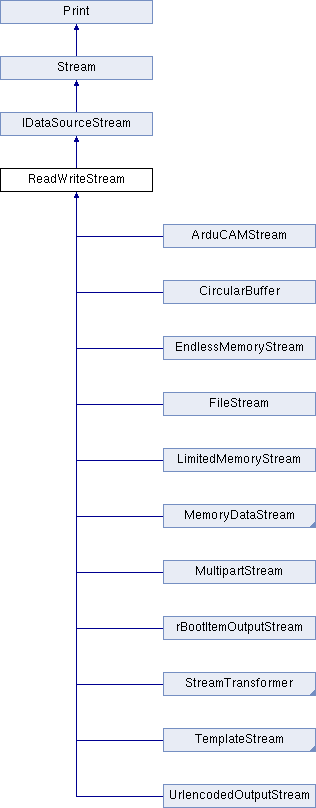 Print
Stream
IDataSourceStream
ReadWriteStream
ArduCAMStream
CircularBuffer
EndlessMemoryStream
FileStream
LimitedMemoryStream
MemoryDataStream
MultipartStream
rBootItemOutputStream
StreamTransformer
TemplateStream
UrlencodedOutputStream